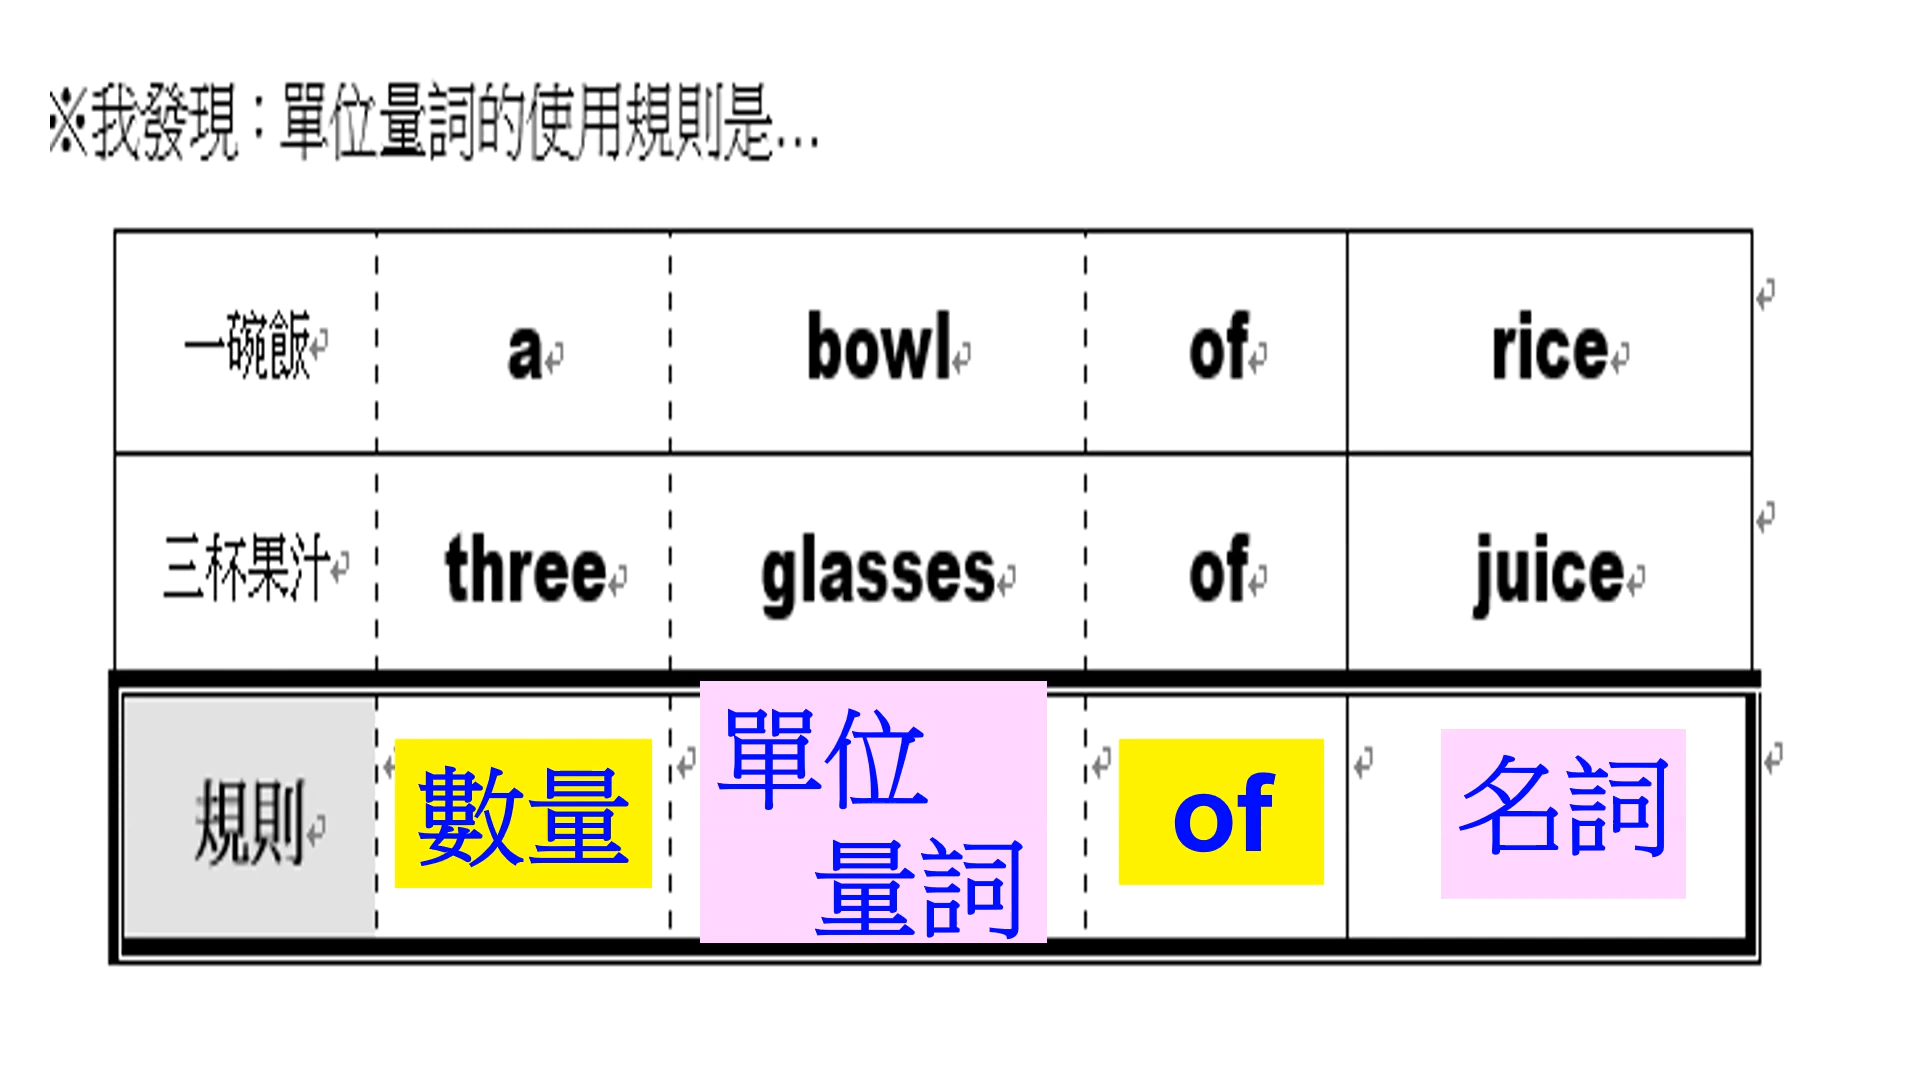 ※我發現：單位量詞的使用規則是…
一碗飯 a bowl of rice
三杯果汁 three glasses of juice
規則 數量 單位量詞 of 名詞